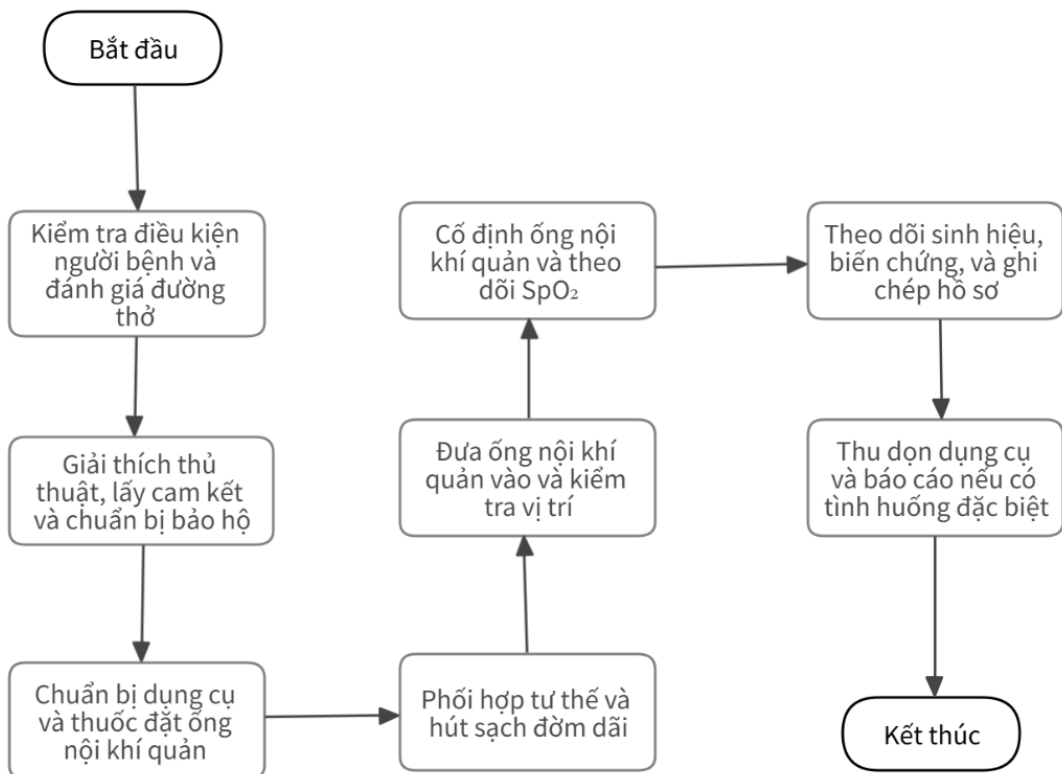 Bắt đầu
Kiểm tra điều kiện
người bệnh và
đánh giá đường
thở
Giải thích thủ
thuật, lấy cam kết
và chuẩn bị bảo hộ
Chuẩn bị dụng cụ
và thuốc đặt ống
nội khí quản
Phối hợp tư thế và
hút sạch đờm dãi
Đưa ống nội khí
quản vào và kiểm
tra vị trí
Cố định ống nội
khí quản và theo
dõi SpO₂
Theo dõi sinh hiệu,
biến chứng, và ghi
chép hồ sơ
Thu dọn dụng cụ
và báo cáo nếu có
tình huống đặc biệt
Kết thúc